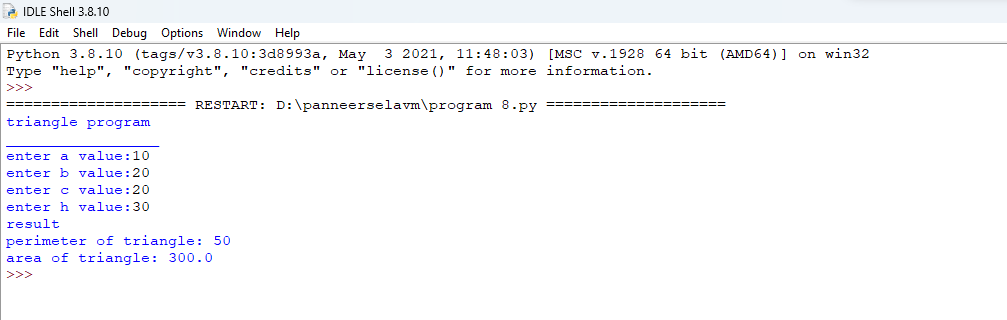 IDLE Shell 3.8.10
File Edit Shell Debug Options Window Help
Python 3.8.10 (tags/v3.8.10:3d8993a, May  3 2021, 11:48:03) [MSC v.1928 64 bit (AMD64)] on win32
Type "help", "copyright", "credits" or "license()" for more information.
>>>
==================== RESTART: D:\panneerselavm\program 8.py ====================
triangle program
_________________
enter a value:10
enter b value:20
enter c value:20
enter h value:30
result
perimeter of triangle: 50
area of triangle: 300.0
>>>